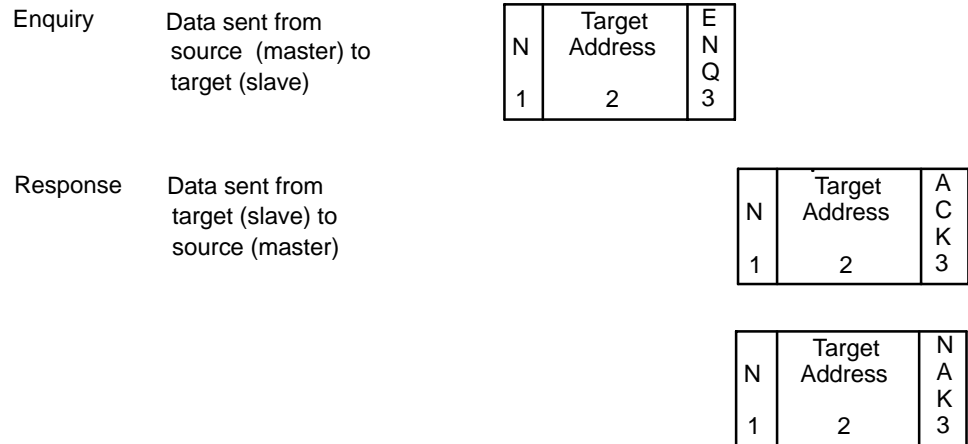 Enquiry
Data sent from
source (master) to
target (slave)
N
1
Target
Address
2
E
N
Q
3
Response
Data sent from
target (slave) to
source (master)
N
1
Target
Address
2
A
C
K
3
N
1
Target
Address
2
N
A
K
3